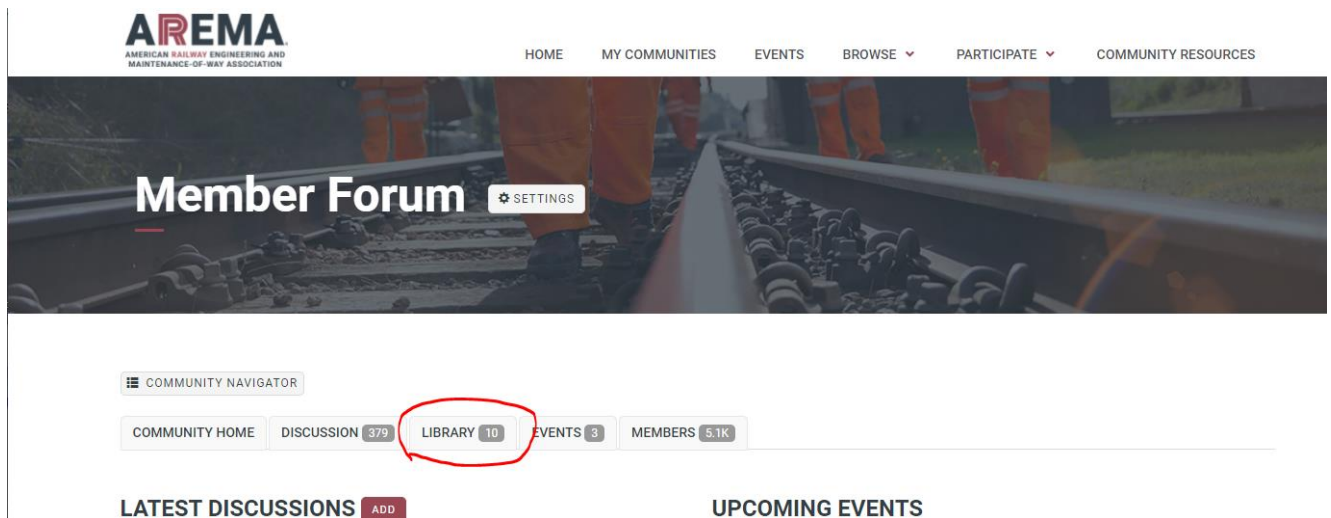 AREMA
AMERICAN RAILWAY ENGINEERING AND
MAINTENANCE-OF-WAY ASSOCIATION
HOME MY COMMUNITIES EVENTS BROWSE PARTICIPATE COMMUNITY RESOURCES
Member Forum SETTINGS
COMMUNITY NAVIGATOR
COMMUNITY HOME DISCUSSION 379 LIBRARY 10 EVENTS 3 MEMBERS 5.1K
LATEST DISCUSSIONS ADD UPCOMING EVENTS